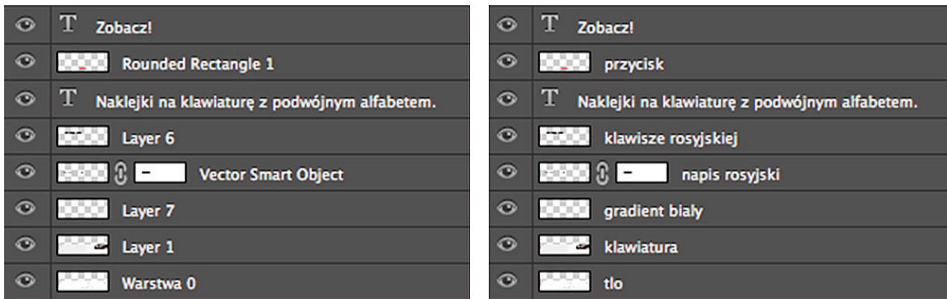 Zobacz!
Rounded Rectangle 1
Naklejki na klawiaturę z podwójnym alfabetem.
Layer 6
Vector Smart Object
Layer 7
Layer 1
Warstwa 0
Zobacz!
przycisk
Naklejki na klawiaturę z podwójnym alfabetem.
klawisze rosyjskiej
napis rosyjski
gradient bialy
klawiatura
tlo